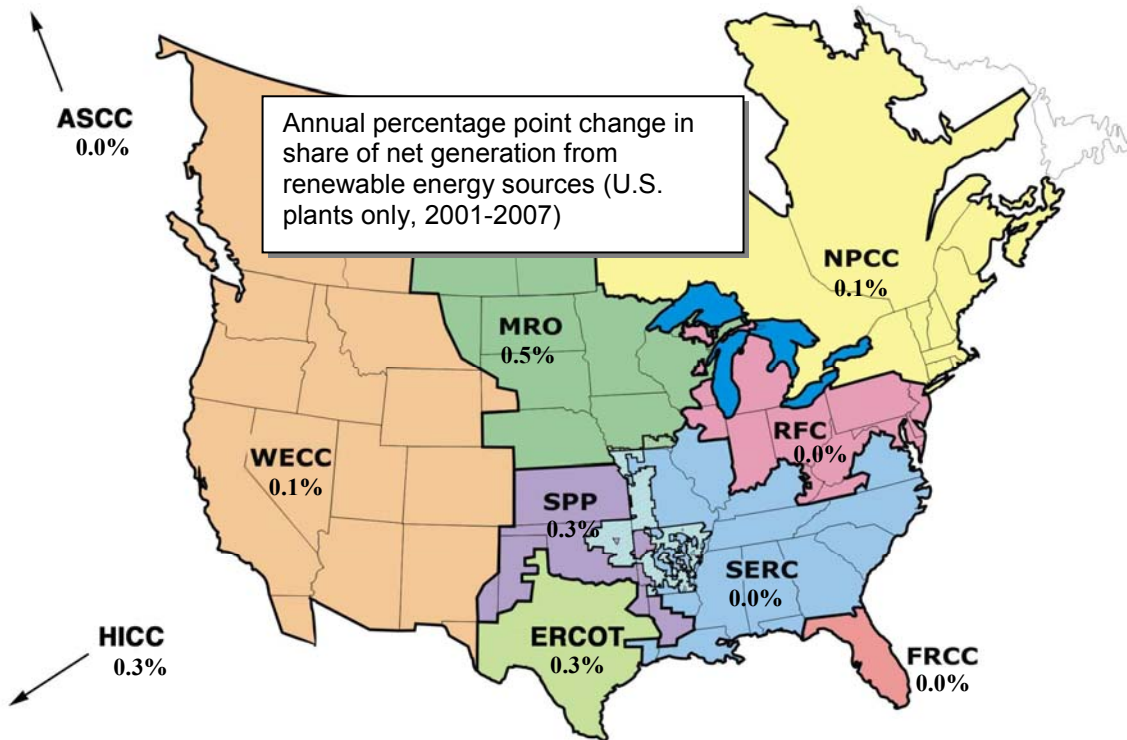 ASCC
0.0%
Annual percentage point change in
share of net generation from
renewable energy sources (U.S.
plants only, 2001-2007)
NPCC
0.1%
MRO
0.5%
RFC
0.0%
WECC
0.1%
SPP
0.3%
SERC
0.0%
HICC
0.3%
ERCOT
0.3%
FRCC
0.0%